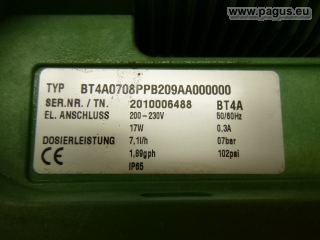 www.pagus.eu
TYP BT4A0708PPB209AA000000
SER.NR. / TN. 2010006488 BT4A
EL. ANSCHLUSS 200-230V 50/60Hz
17W 0,3A
DOSIERLEISTUNG 7,1l/h 07bar
1,89gph 102psi
IP65